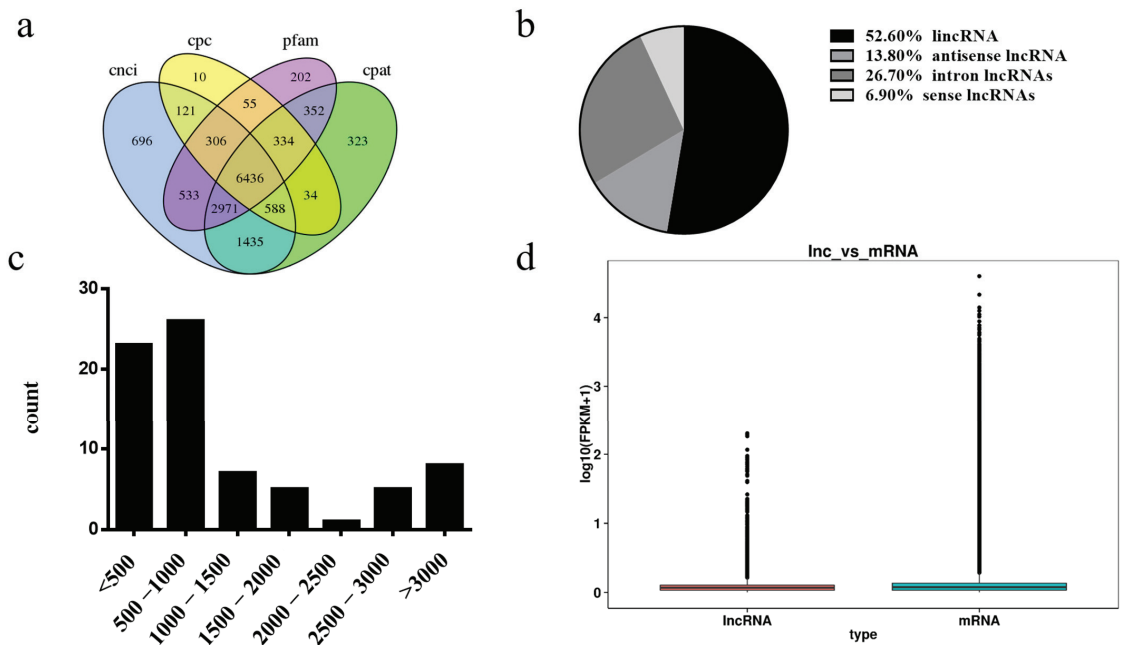 a
cnci
cpc
pfam
cpat
10
202
121
55
352
696
306
334
323
6436
533
2971
588
34
1435
b
52.60% lincRNA
13.80% antisense lncRNA
26.70% intron lncRNAs
6.90% sense lncRNAs
c
count
30
20
10
0
<500
500 – 1000
1000 – 1500
1500 – 2000
2000 – 2500
2500 – 3000
>3000
d
lnc_vs_mRNA
log10(FPKM+1)
4
3
2
1
0
lncRNA
mRNA
type